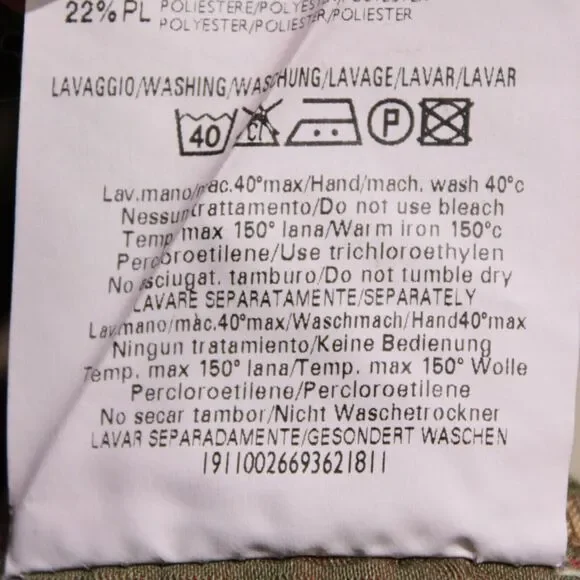 22% PL POLIESTERE/POLYES
POLYESTER/POLIESTER
LAVAGGIO/WASHING/WASCHUNG/LAVAGE/LAVAR/LAVAR
40 Cl P
Lav.mano/mac.40°max/Hand/mach. wash 40°c
Nessun trattamento/Do not use bleach
Temp max 150° lana/Warm iron 150°c
Percloroetilene/Use trichloroethylen
No asciugat. tamburo/Do not tumble dry
LAVARE SEPARATAMENTE/SEPARATELY
Lav.mano/màc.40°max/Waschmach/Hand40°max
Ningun tratamiento/Keine Bedienung
Temp. max 150° lana/Temp. max 150° Wolle
Percloroetilene/Percloroetilene
No secar tambor/Nicht Waschetrockner
LAVAR SEPARADAMENTE/GESONDERT WASCHEN
19110026693621811